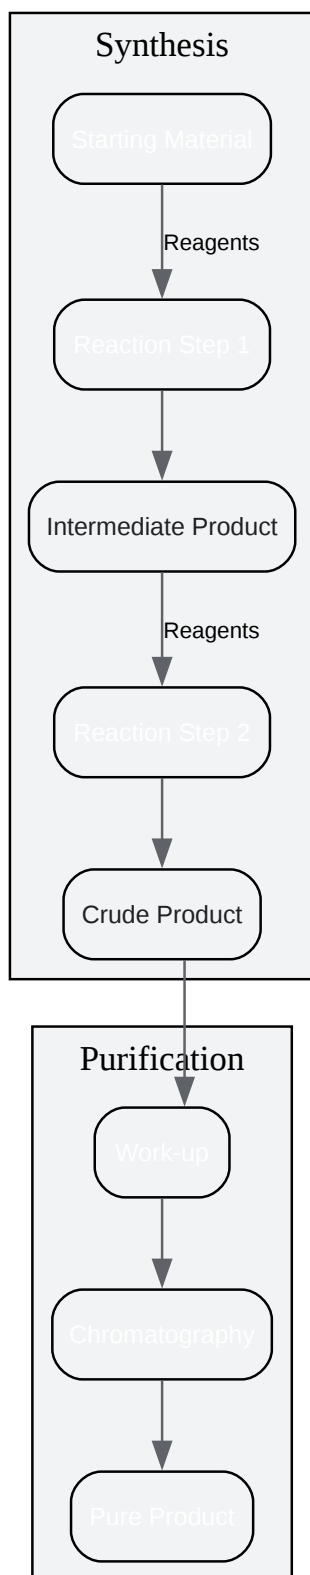 Synthesis
Starting Material
Reagents
Reaction Step 1
Intermediate Product
Reagents
Reaction Step 2
Crude Product
Purification
Work-up
Chromatography
Pure Product